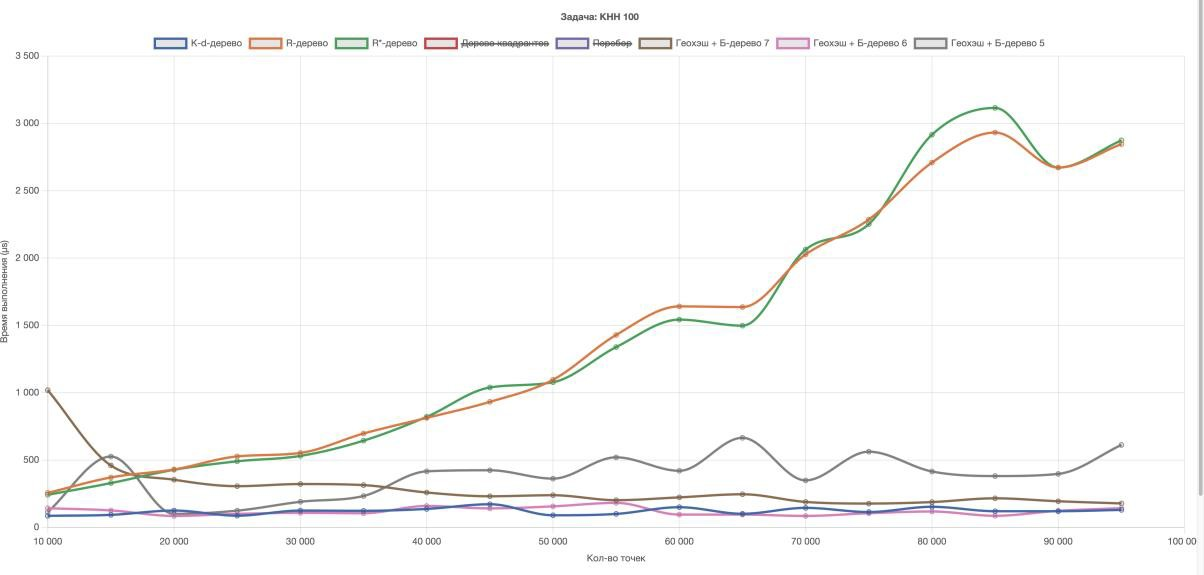 Задача: КНН 100
К-d-дерево R-дерево R*-дерево Дерево квадрантов Перебор Геохэш + Б-дерево 7 Геохэш + Б-дерево 6 Геохэш + Б-дерево 5
Время выполнения (μs)
3 500
3 000
2 500
2 000
1 500
1 000
500
0
10 000 20 000 30 000 40 000 50 000 60 000 70 000 80 000 90 000 100 00
Кол-во точек